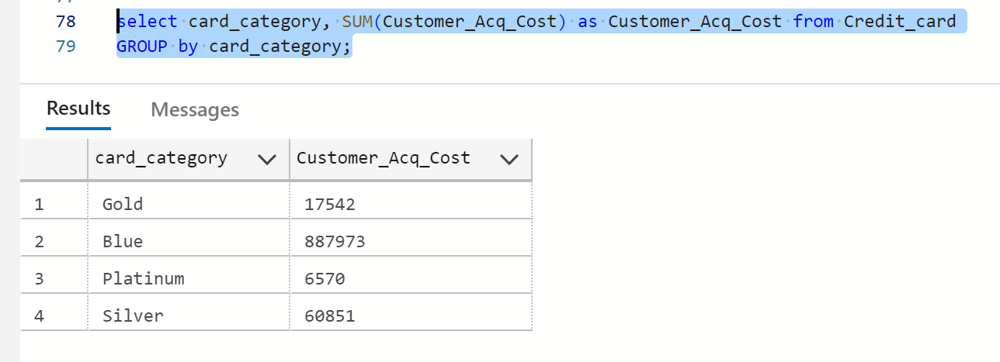 78 select card_category, SUM(Customer_Acq_Cost) as Customer_Acq_Cost from Credit_card
79 GROUP by card_category;
Results Messages
card_category Customer_Acq_Cost
1 Gold 17542
2 Blue 887973
3 Platinum 6570
4 Silver 60851